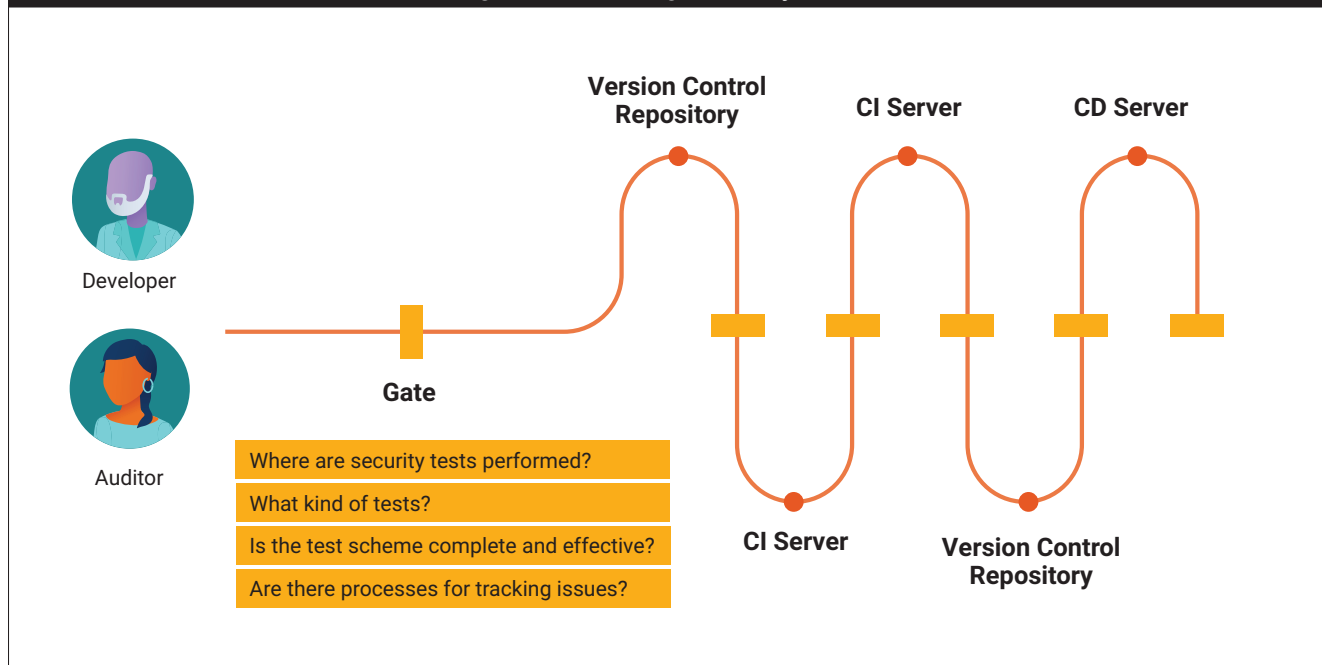 Version Control
Repository
CI Server
CD Server
Developer
Gate
Auditor
Where are security tests performed?
What kind of tests?
Is the test scheme complete and effective?
Are there processes for tracking issues?
CI Server
Version Control
Repository